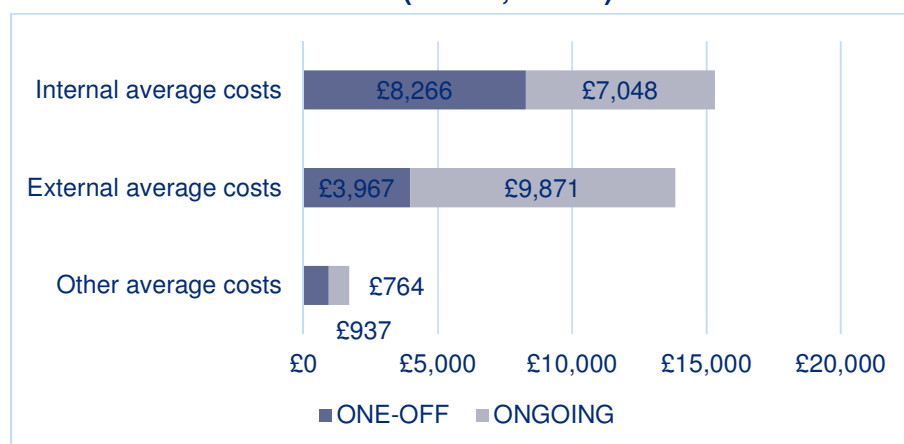 Internal average costs £8,266 £7,048
External average costs £3,967 £9,871
Other average costs £764
£937
£0 £5,000 £10,000 £15,000 £20,000
ONE-OFF ONGOING